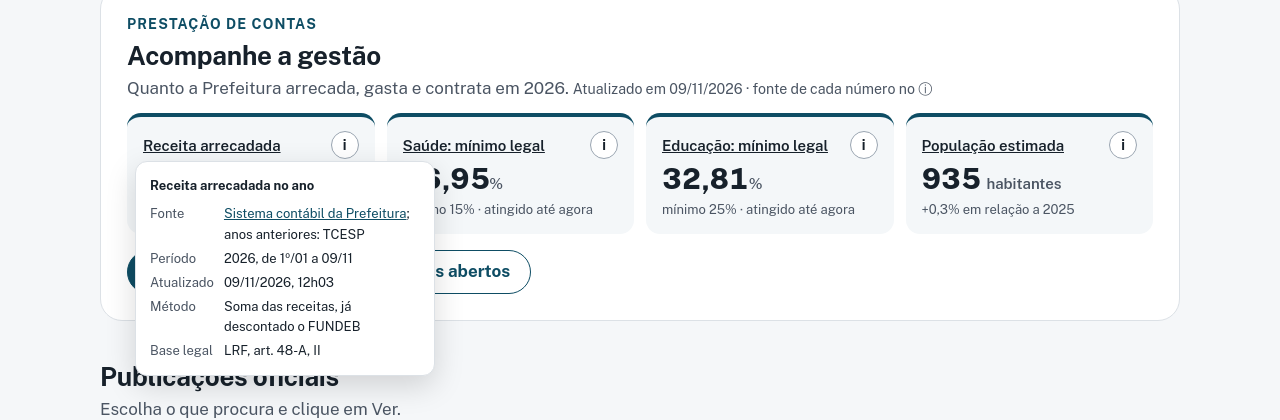 PRESTAÇÃO DE CONTAS
Acompanhe a gestão
Quanto a Prefeitura arrecada, gasta e contrata em 2026. Atualizado em 09/11/2026 · fonte de cada número no ⓘ
Receita arrecadada i
Saúde: mínimo legal i
Educação: mínimo legal i
População estimada i
Receita arrecadada no ano
Fonte Sistema contábil da Prefeitura;
anos anteriores: TCESP
Período 2026, de 1º/01 a 09/11
Atualizado 09/11/2026, 12h03
Método Soma das receitas, já
descontado o FUNDEB
Base legal LRF, art. 48-A, II
,95%
15% · atingido até agora
32,81%
mínimo 25% · atingido até agora
935 habitantes
+0,3% em relação a 2025
abertos
Publicações oficiais
Escolha o que procura e clique em Ver.